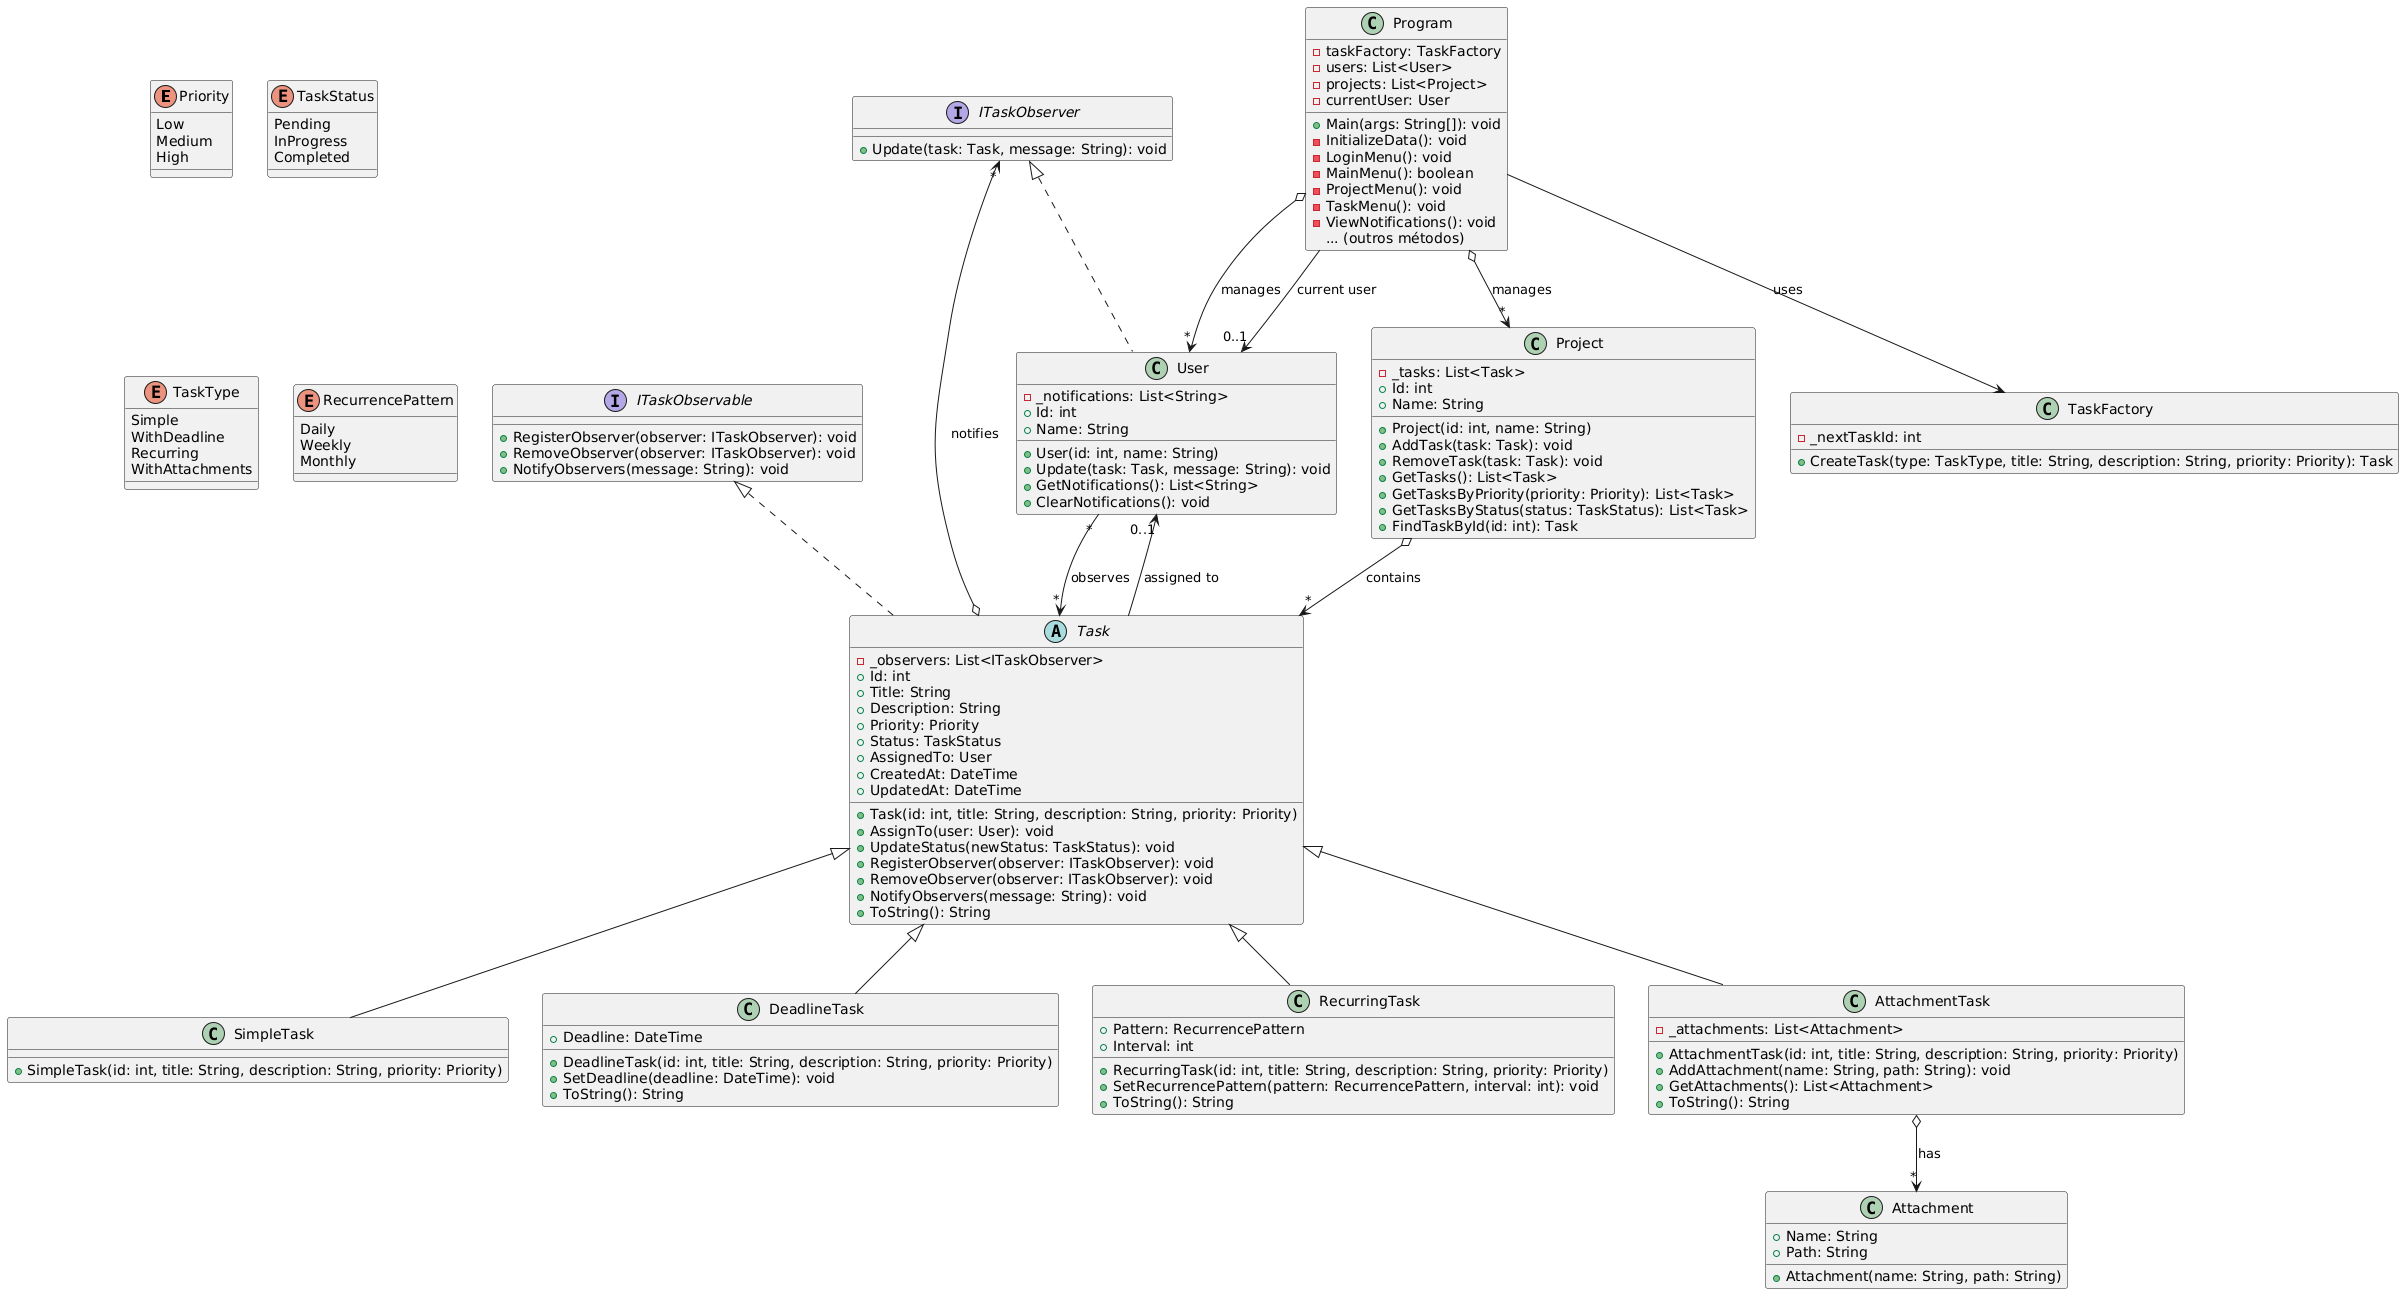 C Program
taskFactory: TaskFactory
users: List<User>
projects: List<Project>
currentUser: User
Main(args: String[]): void
InitializeData(): void
LoginMenu(): void
MainMenu(): boolean
ProjectMenu(): void
TaskMenu(): void
ViewNotifications(): void
... (outros métodos)
E Priority
Low
Medium
High
E TaskStatus
Pending
InProgress
Completed
I ITaskObserver
Update(task: Task, message: String): void
*
manages
current user
manages
uses
*
0..1
*
E TaskType
Simple
WithDeadline
Recurring
WithAttachments
E RecurrencePattern
Daily
Weekly
Monthly
I ITaskObservable
RegisterObserver(observer: ITaskObserver): void
RemoveObserver(observer: ITaskObserver): void
NotifyObservers(message: String): void
notifies
C User
_notifications: List<String>
Id: int
Name: String
User(id: int, name: String)
Update(task: Task, message: String): void
GetNotifications(): List<String>
ClearNotifications(): void
C Project
_tasks: List<Task>
Id: int
Name: String
Project(id: int, name: String)
AddTask(task: Task): void
RemoveTask(task: Task): void
GetTasks(): List<Task>
GetTasksByPriority(priority: Priority): List<Task>
GetTasksByStatus(status: TaskStatus): List<Task>
FindTaskById(id: int): Task
C TaskFactory
_nextTaskId: int
CreateTask(type: TaskType, title: String, description: String, priority: Priority): Task
*
0..1
observes
assigned to
contains
*
*
A Task
_observers: List<ITaskObserver>
Id: int
Title: String
Description: String
Priority: Priority
Status: TaskStatus
AssignedTo: User
CreatedAt: DateTime
UpdatedAt: DateTime
Task(id: int, title: String, description: String, priority: Priority)
AssignTo(user: User): void
UpdateStatus(newStatus: TaskStatus): void
RegisterObserver(observer: ITaskObserver): void
RemoveObserver(observer: ITaskObserver): void
NotifyObservers(message: String): void
ToString(): String
C SimpleTask
SimpleTask(id: int, title: String, description: String, priority: Priority)
C DeadlineTask
Deadline: DateTime
DeadlineTask(id: int, title: String, description: String, priority: Priority)
SetDeadline(deadline: DateTime): void
ToString(): String
C RecurringTask
Pattern: RecurrencePattern
Interval: int
RecurringTask(id: int, title: String, description: String, priority: Priority)
SetRecurrencePattern(pattern: RecurrencePattern, interval: int): void
ToString(): String
C AttachmentTask
_attachments: List<Attachment>
AttachmentTask(id: int, title: String, description: String, priority: Priority)
AddAttachment(name: String, path: String): void
GetAttachments(): List<Attachment>
ToString(): String
has
*
C Attachment
Name: String
Path: String
Attachment(name: String, path: String)